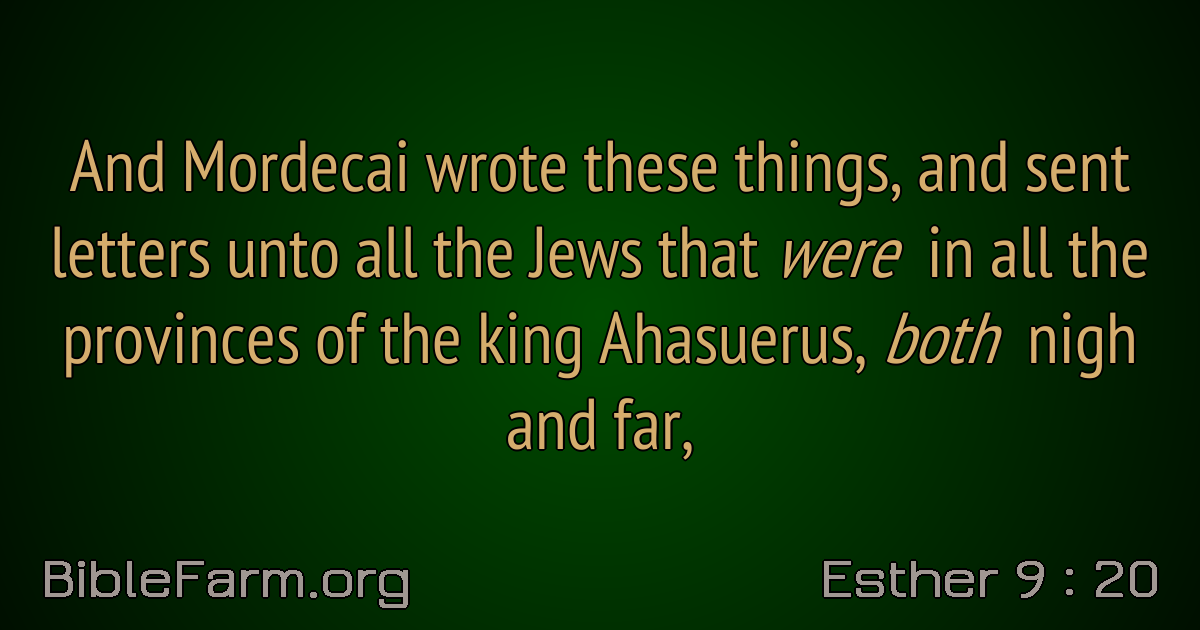 And Mordecai wrote these things, and sent
letters unto all the Jews that were in all the
provinces of the king Ahasuerus, both nigh
and far,
BibleFarm.org
Esther 9 : 20